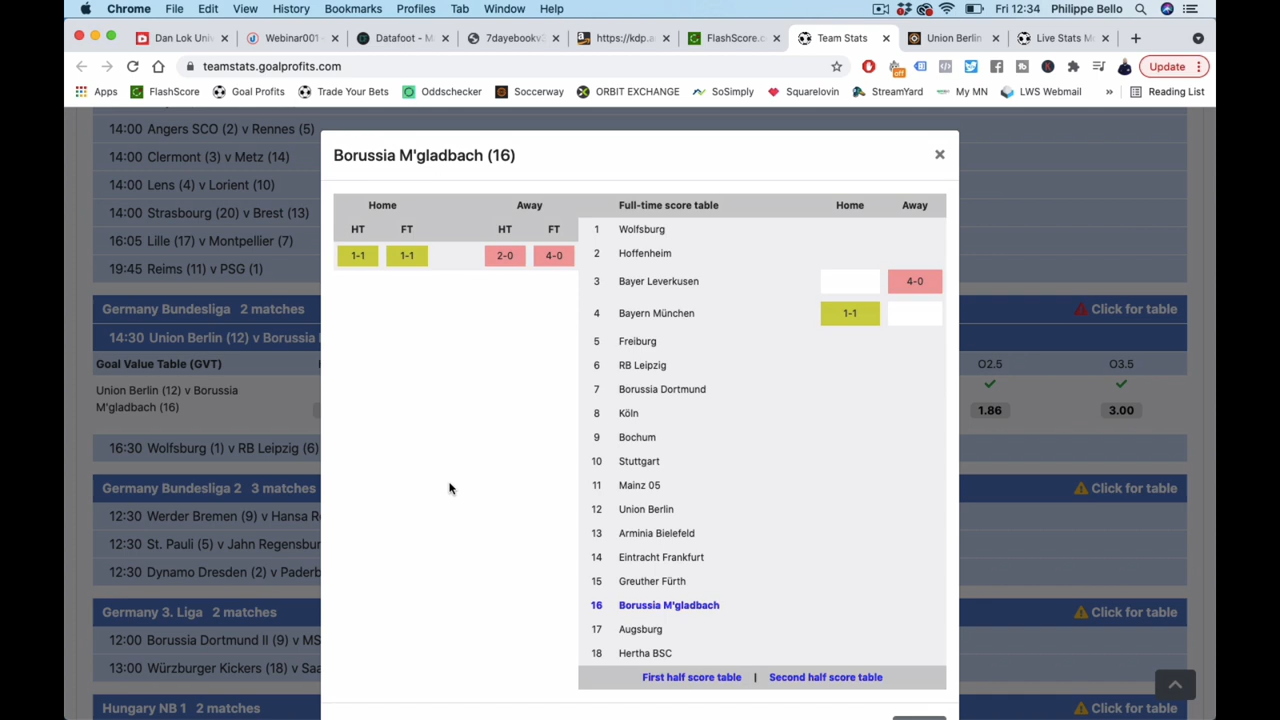 Chrome File Edit View History Bookmarks Profiles Tab Window Help Fri 12:34 Philippe Bello
Dan Lok Uni Webinar001 Datafoot - M 7dayebookv https://kdp.a FlashScore.c Team Stats Union Berlin Live Stats M
teamstats.goalprofits.com off Update
Apps FlashScore Goal Profits Trade Your Bets Oddschecker Soccerway ORBIT EXCHANGE SoSimply Squarelovin StreamYard My MN LWS Webmail » Reading List
14:00 Angers SCO (2) v Rennes (5)
14:00 Clermont (3) v Metz (14)
14:00 Lens (4) v Lorient (10)
14:00 Strasbourg (20) v Brest (13)
16:05 Lille (17) v Montpellier (7)
19:45 Reims (11) v PSG (1)
Germany Bundesliga 2 matches Click for table
14:30 Union Berlin (12) v Borussia
Goal Value Table (GVT) O2.5 O3.5
Union Berlin (12) v Borussia
M'gladbach (16) 1.86 3.00
16:30 Wolfsburg (1) v RB Leipzig (6)
Germany Bundesliga 2 3 matches Click for table
12:30 Werder Bremen (9) v Hansa R
12:30 St. Pauli (5) v Jahn Regensbur
12:30 Dynamo Dresden (2) v Paderb
Germany 3. Liga 2 matches Click for table
12:00 Borussia Dortmund II (9) v MS
13:00 Würzburger Kickers (18) v Saa
Hungary NB 1 2 matches Click for table
Borussia M'gladbach (16) ×
Home Away
HT FT HT FT
1-1 1-1 2-0 4-0
Full-time score table Home Away
1 Wolfsburg
2 Hoffenheim
3 Bayer Leverkusen 4-0
4 Bayern München 1-1
5 Freiburg
6 RB Leipzig
7 Borussia Dortmund
8 Köln
9 Bochum
10 Stuttgart
11 Mainz 05
12 Union Berlin
13 Arminia Bielefeld
14 Eintracht Frankfurt
15 Greuther Fürth
16 Borussia M'gladbach
17 Augsburg
18 Hertha BSC
First half score table | Second half score table